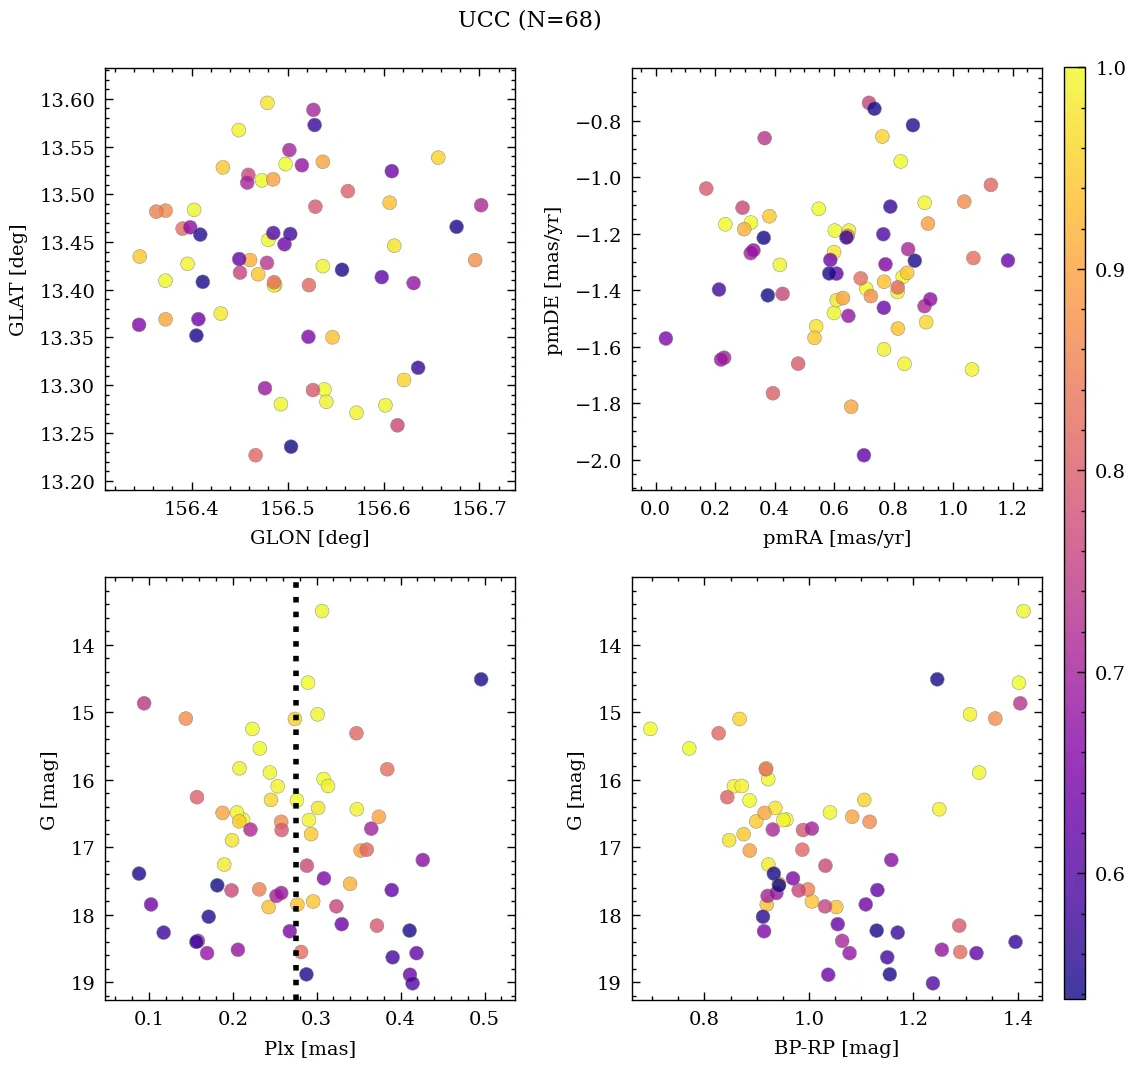 UCC (N=68)
13.60
13.55
13.50
13.45
13.40
13.35
13.30
13.25
13.20
GLAT [deg]
156.4 156.5 156.6 156.7
GLON [deg]
−0.8
−1.0
−1.2
−1.4
−1.6
−1.8
−2.0
pmDE [mas/yr]
0.0 0.2 0.4 0.6 0.8 1.0 1.2
pmRA [mas/yr]
1.0
0.9
0.8
0.7
0.6
14
15
16
17
18
19
G [mag]
0.1 0.2 0.3 0.4 0.5
Plx [mas]
14
15
16
17
18
19
G [mag]
0.8 1.0 1.2 1.4
BP-RP [mag]